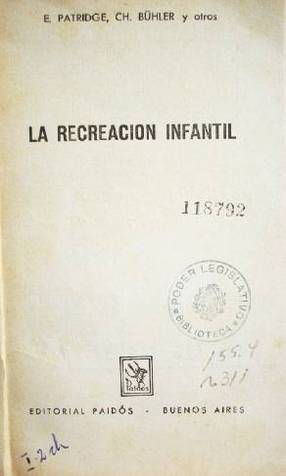 E. PATRIDGE, CH. BÜHLER y otros
LA RECREACION INFANTIL
118792
PODER LEGISLATIVO
BIBLIOTECA
155.4
Paidós
EDITORIAL PAIDÓS - BUENOS AIRES